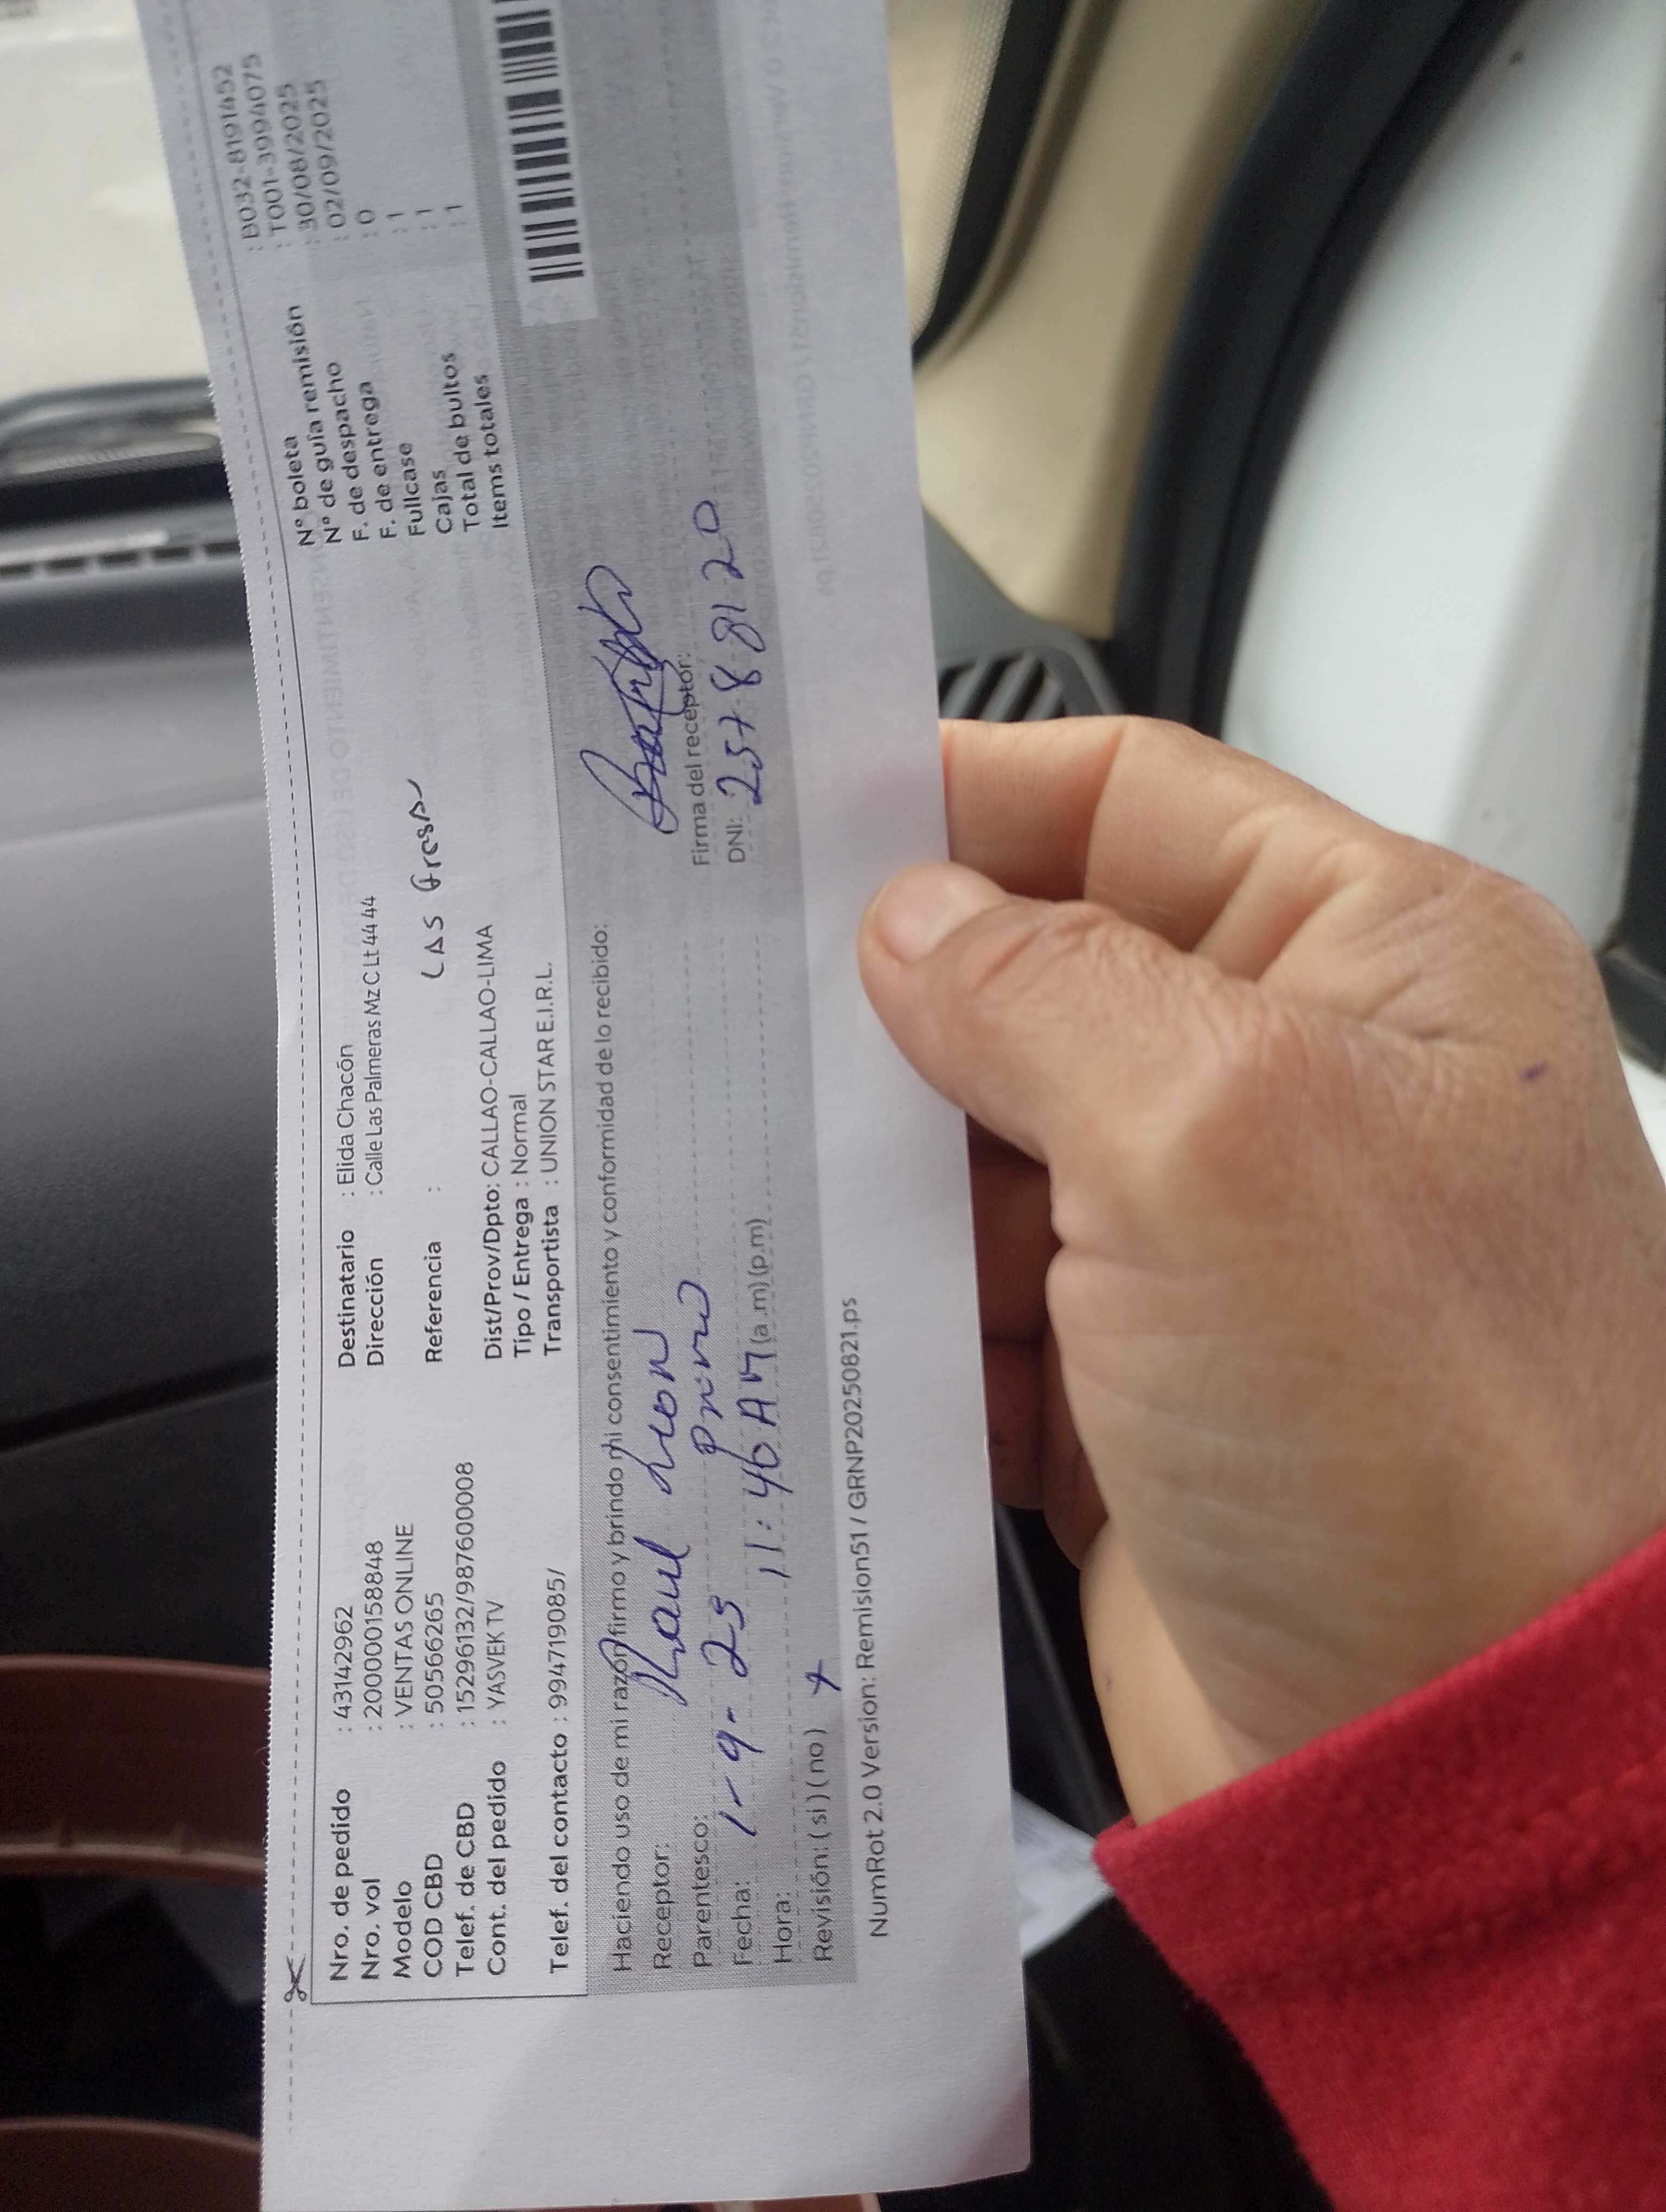 Nro. de pedido : 43142962
Nro. vol : 2000000158848
Modelo : VENTAS ONLINE
COD CBD : 50566265
Telef. de CBD : 15296132/987600008
Cont. del pedido : YASVEK TV
Telef. del contacto : 994719085/
Destinatario : Elida Chacón
Dirección : Calle Las Palmeras Mz C Lt 44 44
Referencia : LAS fresas
Dist/Prov/Dpto: CALLAO-CALLAO-LIMA
Tipo / Entrega : Normal
Transportista : UNION STAR E.I.R.L.
N° boleta : B032-8191452
N° de guía remisión : T001-3994075
F. de despacho : 30/08/2025
F. de entrega : 02/09/2025
Fullcase : 0
Cajas : 1
Total de bultos : 1
Items totales : 1
Haciendo uso de mi razón firmo y brindo mi consentimiento y conformidad de lo recibido:
Receptor: Raul Leon
Parentesco: Primo
Fecha: 1-9-25
Hora: 11:46 AM (a.m) (p.m)
Revisión: (si) (no) x
Firma del receptor:
DNI: 25788120
NumRot 2.0 Version: Remision51 / GRNP20250821.ps